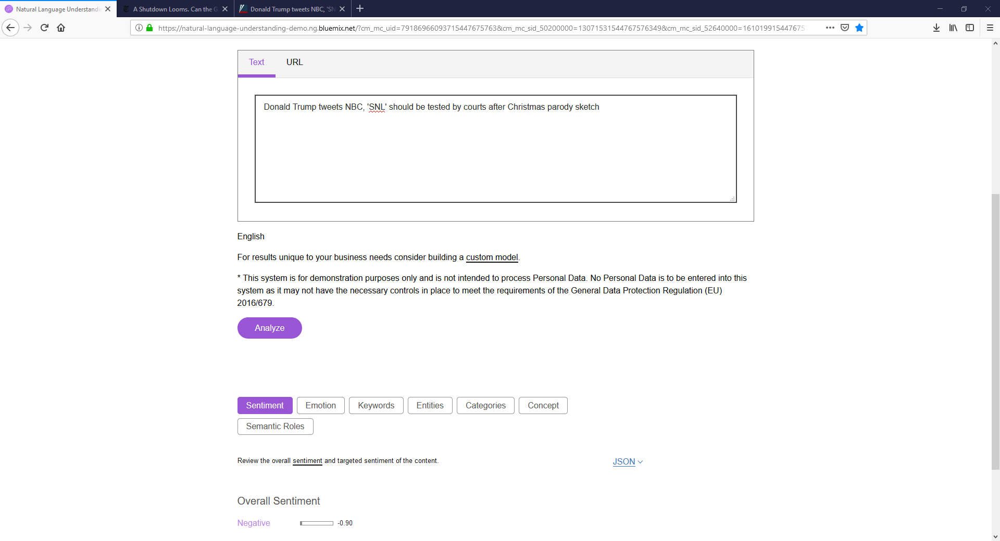 Natural Language Understandin
A Shutdown Looms. Can the G
Donald Trump tweets NBC, 'SN
https://natural-language-understanding-demo.ng.bluemix.net/?cm_mc_uid=79186966093715447675763&cm_mc_sid_50200000=13071531544767576349&cm_mc_sid_52640000=1610199154476757
Text URL
Donald Trump tweets NBC, 'SNL' should be tested by courts after Christmas parody sketch
English
For results unique to your business needs consider building a custom model.
* This system is for demonstration purposes only and is not intended to process Personal Data. No Personal Data is to be entered into this
system as it may not have the necessary controls in place to meet the requirements of the General Data Protection Regulation (EU)
2016/679.
Analyze
Sentiment Emotion Keywords Entities Categories Concept
Semantic Roles
Review the overall sentiment and targeted sentiment of the content.
JSON
Overall Sentiment
Negative -0.90